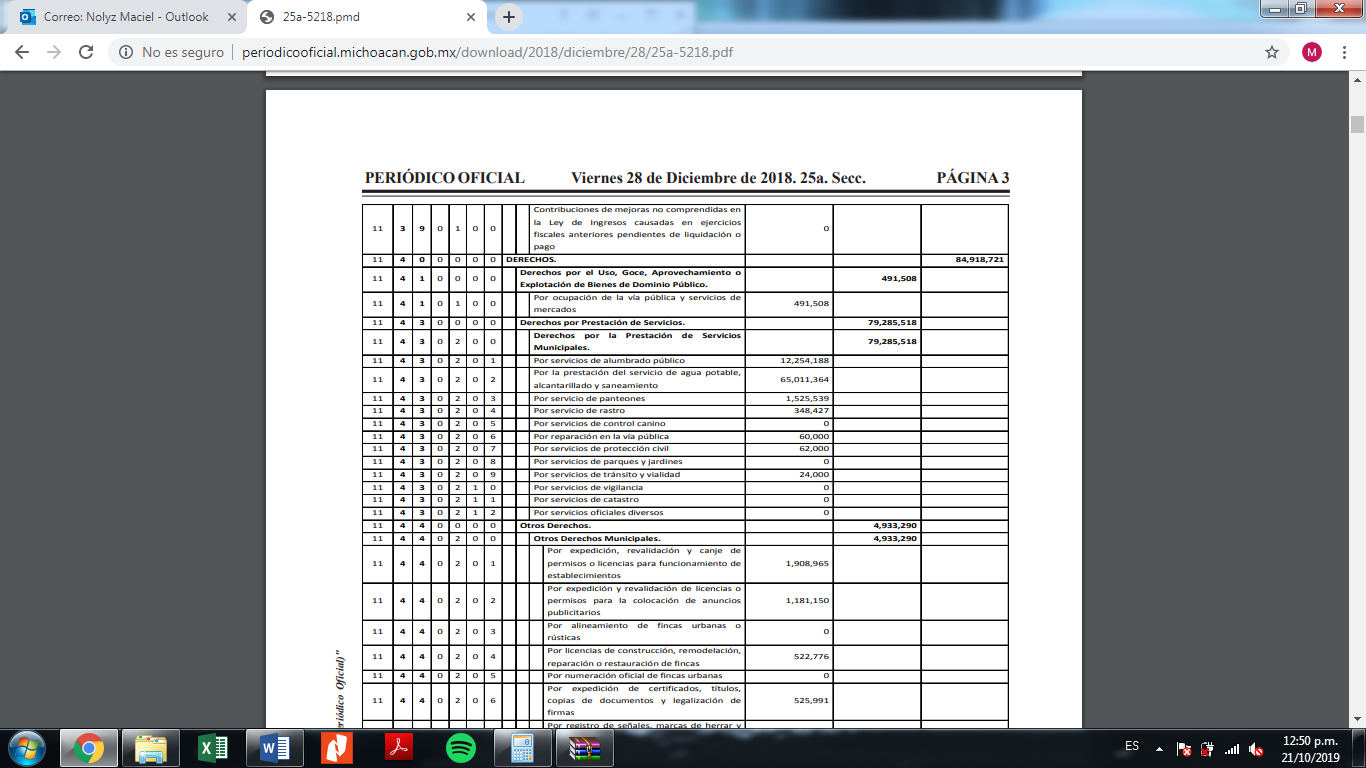 Correo: Nolyz Maciel - Outlook
25a-5218.pmd
No es seguro
periodicooficial.michoacan.gob.mx/download/2018/diciembre/28/25a-5218.pdf
M
PERIÓDICO OFICIAL Viernes 28 de Diciembre de 2018. 25a. Secc. PÁGINA 3
11 3 9 0 1 0 0 Contribuciones de mejoras no comprendidas en
la Ley de Ingresos causadas en ejercicios
fiscales anteriores pendientes de liquidación o
pago 0
11 4 0 0 0 0 0 DERECHOS. 84,918,721
11 4 1 0 0 0 0 Derechos por el Uso, Goce, Aprovechamiento o
Explotación de Bienes de Dominio Público. 491,508
11 4 1 0 1 0 0 Por ocupación de la vía pública y servicios de
mercados 491,508
11 4 3 0 0 0 0 Derechos por Prestación de Servicios. 79,285,518
11 4 3 0 2 0 0 Derechos por la Prestación de Servicios
Municipales. 79,285,518
11 4 3 0 2 0 1 Por servicios de alumbrado público 12,254,188
11 4 3 0 2 0 2 Por la prestación del servicio de agua potable,
alcantarillado y saneamiento 65,011,364
11 4 3 0 2 0 3 Por servicio de panteones 1,525,539
11 4 3 0 2 0 4 Por servicio de rastro 348,427
11 4 3 0 2 0 5 Por servicios de control canino 0
11 4 3 0 2 0 6 Por reparación en la vía pública 60,000
11 4 3 0 2 0 7 Por servicios de protección civil 62,000
11 4 3 0 2 0 8 Por servicios de parques y jardines 0
11 4 3 0 2 0 9 Por servicios de tránsito y vialidad 24,000
11 4 3 0 2 1 0 Por servicios de vigilancia 0
11 4 3 0 2 1 1 Por servicios de catastro 0
11 4 3 0 2 1 2 Por servicios oficiales diversos 0
11 4 4 0 0 0 0 Otros Derechos. 4,933,290
11 4 4 0 2 0 0 Otros Derechos Municipales. 4,933,290
11 4 4 0 2 0 1 Por expedición, revalidación y canje de
permisos o licencias para funcionamiento de
establecimientos 1,908,965
11 4 4 0 2 0 2 Por expedición y revalidación de licencias o
permisos para la colocación de anuncios
publicitarios 1,181,150
11 4 4 0 2 0 3 Por alineamiento de fincas urbanas o
rústicas 0
11 4 4 0 2 0 4 Por licencias de construcción, remodelación,
reparación o restauración de fincas 522,776
11 4 4 0 2 0 5 Por numeración oficial de fincas urbanas 0
11 4 4 0 2 0 6 Por expedición de certificados, títulos,
copias de documentos y legalización de
firmas 525,991
Por registro de señales, marcas de herrar y
eriódico Oficial)"
ES
12:50 p.m.
21/10/2019